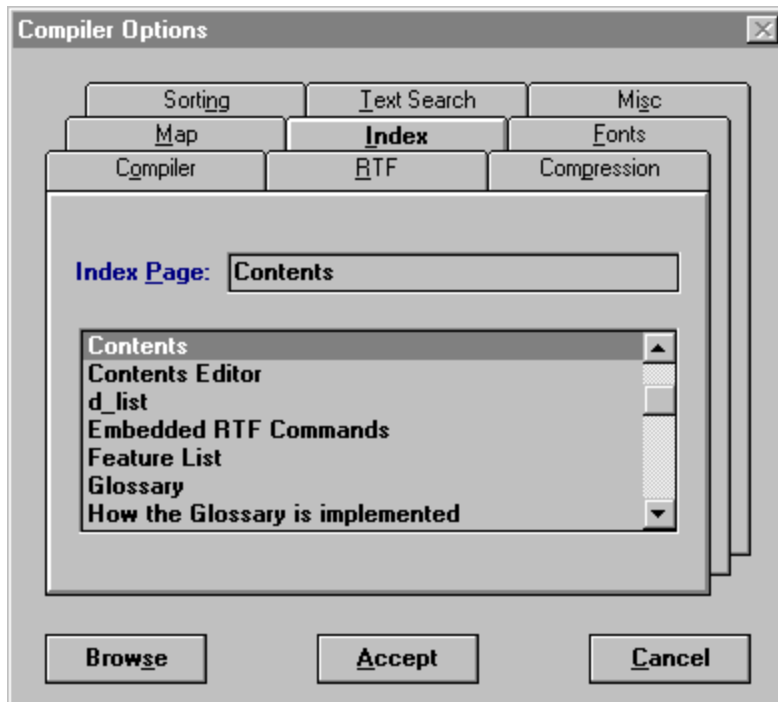 Compiler Options
Sorting Text Search Misc
Map Index Fonts
Compiler RTF Compression
Index Page: Contents
Contents
Contents Editor
d_list
Embedded RTF Commands
Feature List
Glossary
How the Glossary is implemented
Browse Accept Cancel